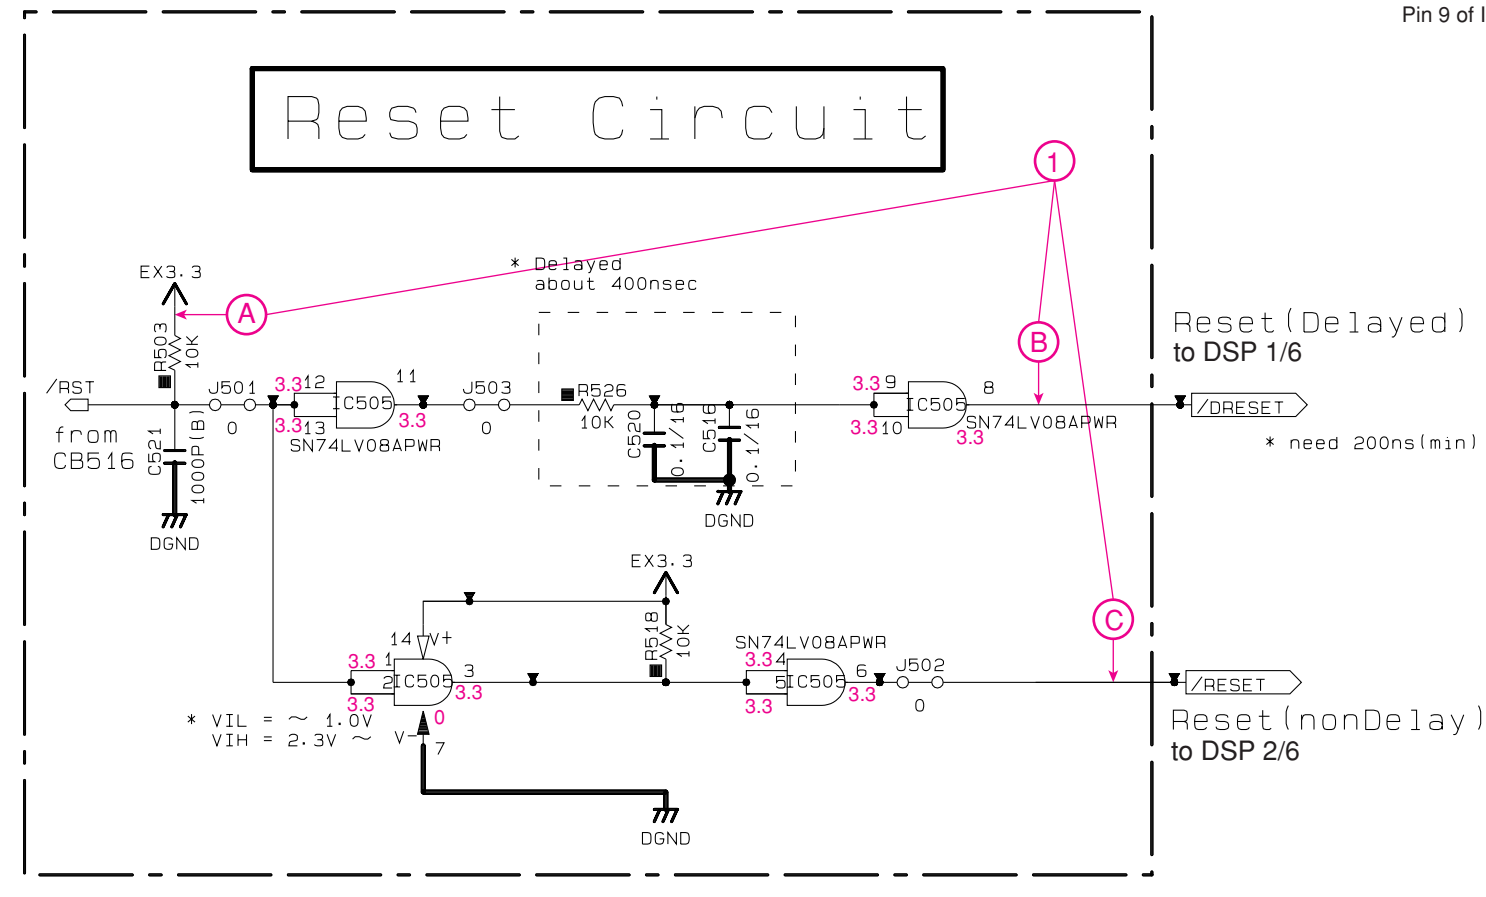 Pin 9 of I
Reset Circuit
1
* Delayed
about 400nsec
EX3.3
A
B
R503
10K
/RST
from
CB516
J501
0
C521
1000P(B)
DGND
3.3
12
3.3
13
IC505
11
3.3
SN74LV08APWR
J503
0
R526
10K
C520
0.1/16
C516
0.1/16
DGND
3.3
9
3.3
10
IC505
8
3.3
SN74LV08APWR
Reset(Delayed)
to DSP 1/6
/DRESET
* need 200ns(min)
EX3.3
R518
10K
14
V+
3.3
1
2
3.3
IC505
3
3.3
0
V-
7
DGND
* VIL = ～ 1.0V
VIH = 2.3V ～
SN74LV08APWR
3.3
4
5
3.3
IC505
6
3.3
J502
0
C
/RESET
Reset(nonDelay)
to DSP 2/6